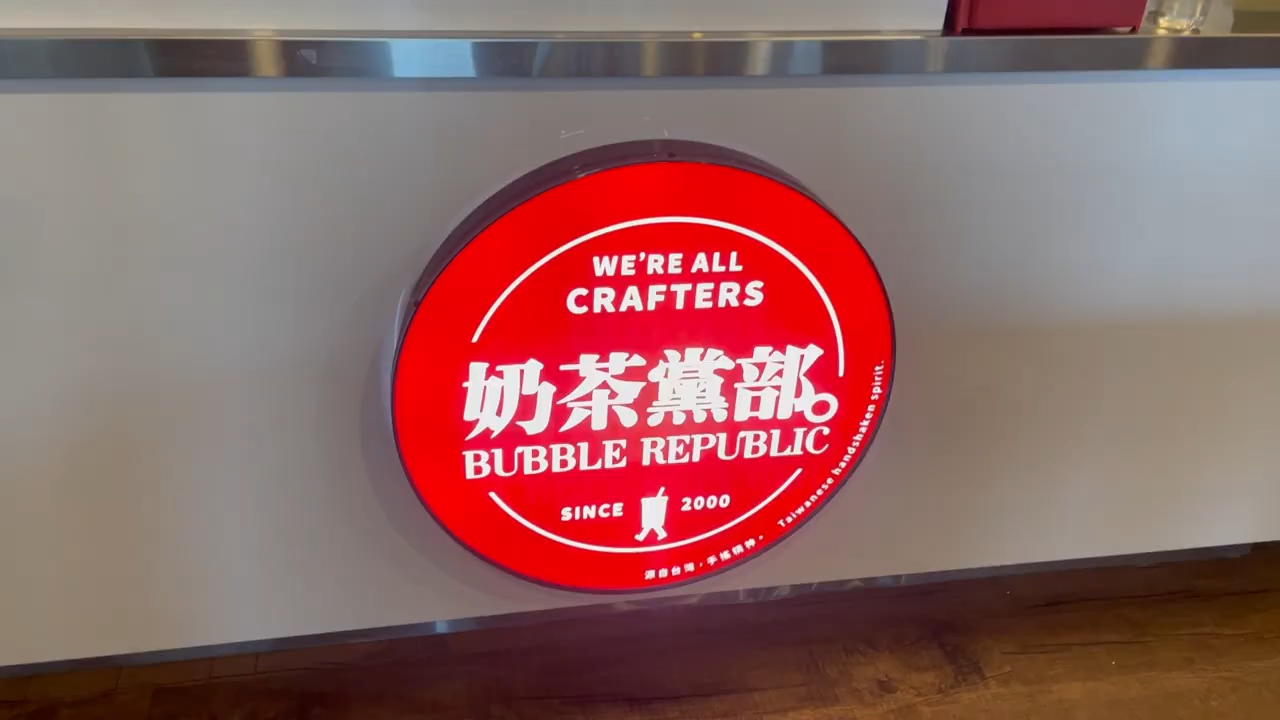 WE'RE ALL
CRAFTERS
奶茶黨部
BUBBLE REPUBLIC
SINCE 2000
源自台灣，手搖精神。 Taiwanese handshaken spirit.